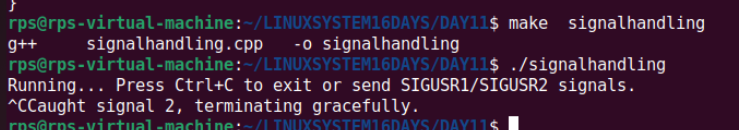 }
rps@rps-virtual-machine:~/LINUXSYSTEM16DAYS/DAY11$ make  signalhandling
g++     signalhandling.cpp   -o signalhandling
rps@rps-virtual-machine:~/LINUXSYSTEM16DAYS/DAY11$ ./signalhandling
Running... Press Ctrl+C to exit or send SIGUSR1/SIGUSR2 signals.
^CCaught signal 2, terminating gracefully.
rps@rps-virtual-machine:~/LINUXSYSTEM16DAYS/DAY11$